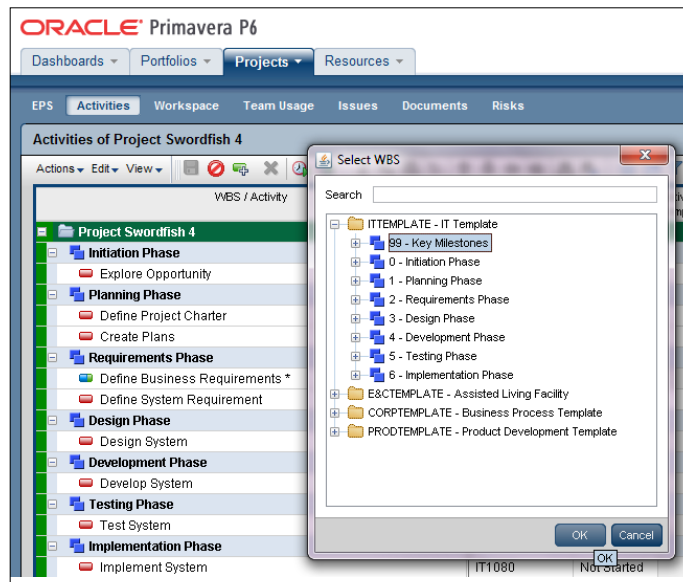 ORACLE Primavera P6
Dashboards Portfolios Projects Resources
EPS Activities Workspace Team Usage Issues Documents Risks
Activities of Project Swordfish 4
Actions Edit View
WBS / Activity
Project Swordfish 4
Initiation Phase
Explore Opportunity
Planning Phase
Define Project Charter
Create Plans
Requirements Phase
Define Business Requirements *
Define System Requirement
Design Phase
Design System
Development Phase
Develop System
Testing Phase
Test System
Implementation Phase
Implement System IT1080 Not Started
Select WBS
Search
ITTEMPLATE - IT Template
99 - Key Milestones
0 - Initiation Phase
1 - Planning Phase
2 - Requirements Phase
3 - Design Phase
4 - Development Phase
5 - Testing Phase
6 - Implementation Phase
E&CTEMPLATE - Assisted Living Facility
CORPTEMPLATE - Business Process Template
PRODTEMPLATE - Product Development Template
OK Cancel
OK